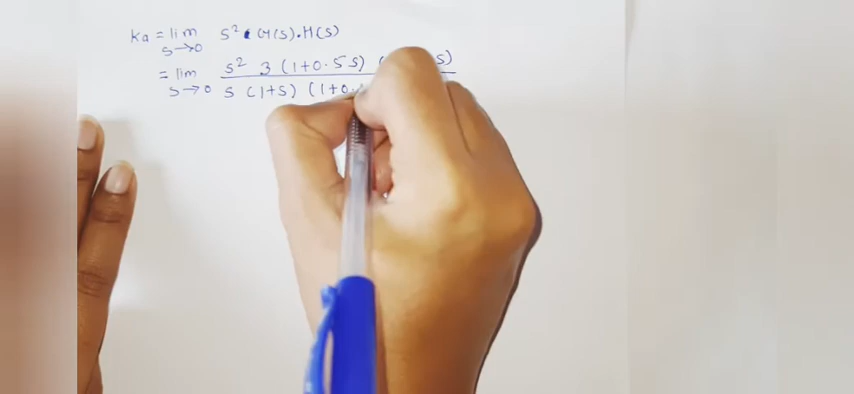 Ka = lim s² G(s).H(s)
s→0
= lim s² 3 (1+0.5s) ( s)
s→0 s (1+s) (1+0.